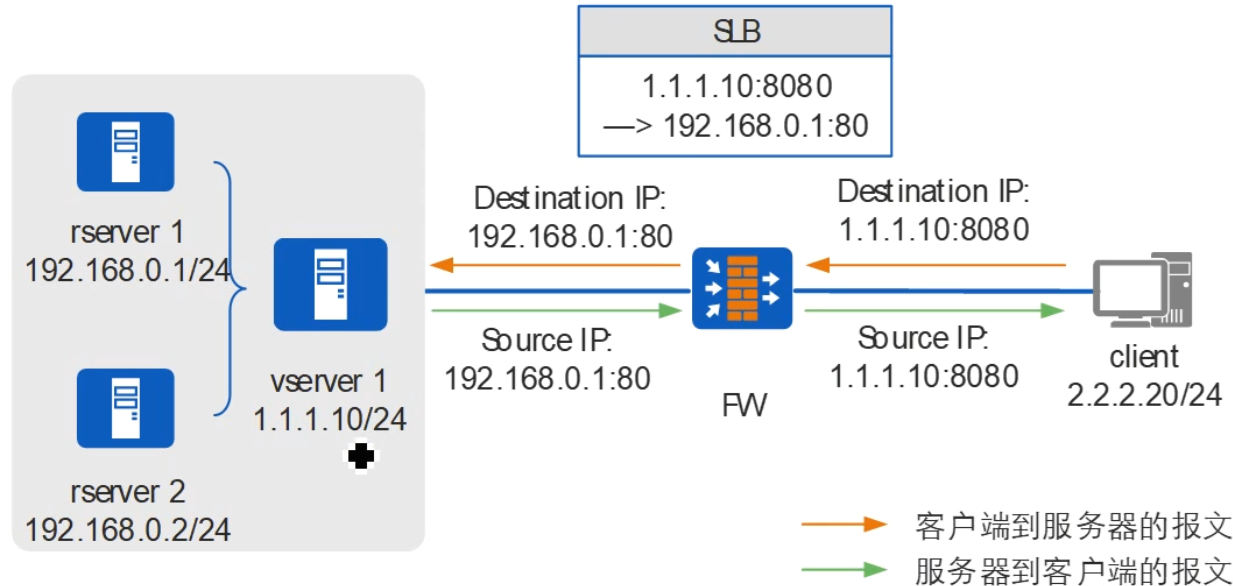 SLB
1.1.1.10:8080
—> 192.168.0.1:80
rserver 1
192.168.0.1/24
vserver 1
1.1.1.10/24
rserver 2
192.168.0.2/24
Destination IP:
192.168.0.1:80
Destination IP:
1.1.1.10:8080
Source IP:
192.168.0.1:80
Source IP:
1.1.1.10:8080
FW
client
2.2.2.20/24
客户端到服务器的报文
服务器到客户端的报文